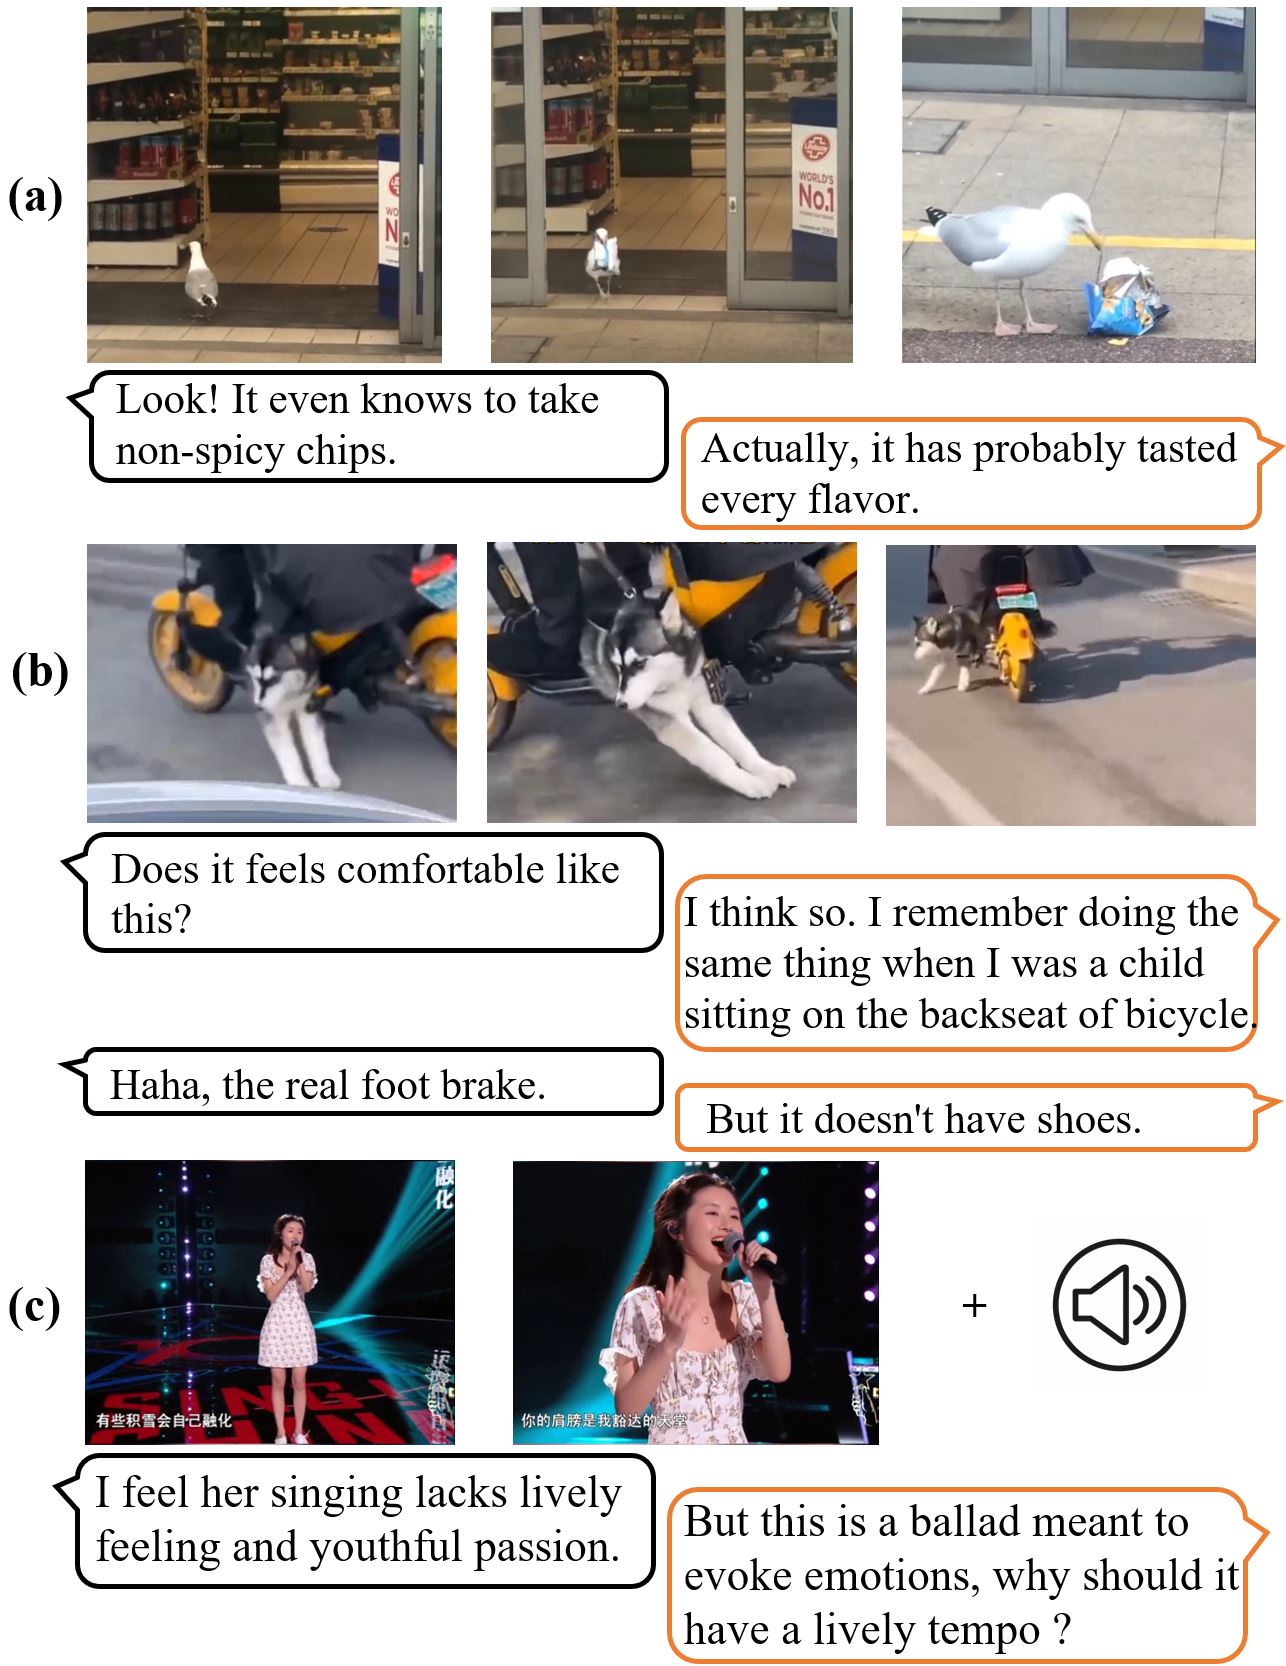 (a)
WO
N
Lifebuoy
WORLD'S
No.1
Look! It even knows to take
non-spicy chips.
Actually, it has probably tasted
every flavor.
(b)
Does it feels comfortable like
this?
I think so. I remember doing the
same thing when I was a child
sitting on the backseat of bicycle.
Haha, the real foot brake.
But it doesn't have shoes.
(c)
融
化
SING
有些积雪会自己融化
你的肩膀是我豁达的天堂
+
I feel her singing lacks lively
feeling and youthful passion.
But this is a ballad meant to
evoke emotions, why should it
have a lively tempo ?